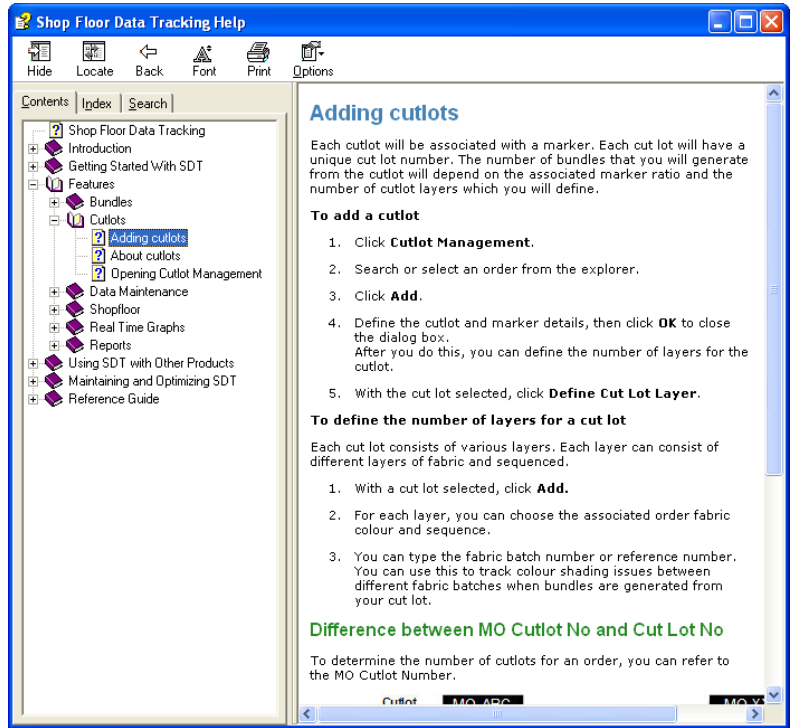 Shop Floor Data Tracking Help
Hide Locate Back Font Print Options
Contents Index Search
Shop Floor Data Tracking
Introduction
Getting Started With SDT
Features
Bundles
Cutlots
Adding cutlots
About cutlots
Opening Cutlot Management
Data Maintenance
Shopfloor
Real Time Graphs
Reports
Using SDT with Other Products
Maintaining and Optimizing SDT
Reference Guide
Adding cutlots
Each cutlot will be associated with a marker. Each cut lot will have a
unique cut lot number. The number of bundles that you will generate
from the cutlot will depend on the associated marker ratio and the
number of cutlot layers which you will define.
To add a cutlot
1. Click Cutlot Management.
2. Search or select an order from the explorer.
3. Click Add.
4. Define the cutlot and marker details, then click OK to close
the dialog box.
After you do this, you can define the number of layers for the
cutlot.
5. With the cut lot selected, click Define Cut Lot Layer.
To define the number of layers for a cut lot
Each cut lot consists of various layers. Each layer can consist of
different layers of fabric and sequenced.
1. With a cut lot selected, click Add.
2. For each layer, you can choose the associated order fabric
colour and sequence.
3. You can type the fabric batch number or reference number.
You can use this to track colour shading issues between
different fabric batches when bundles are generated from
your cut lot.
Difference between MO Cutlot No and Cut Lot No
To determine the number of cutlots for an order, you can refer to
the MO Cutlot Number.
Cutlot MO-ABC